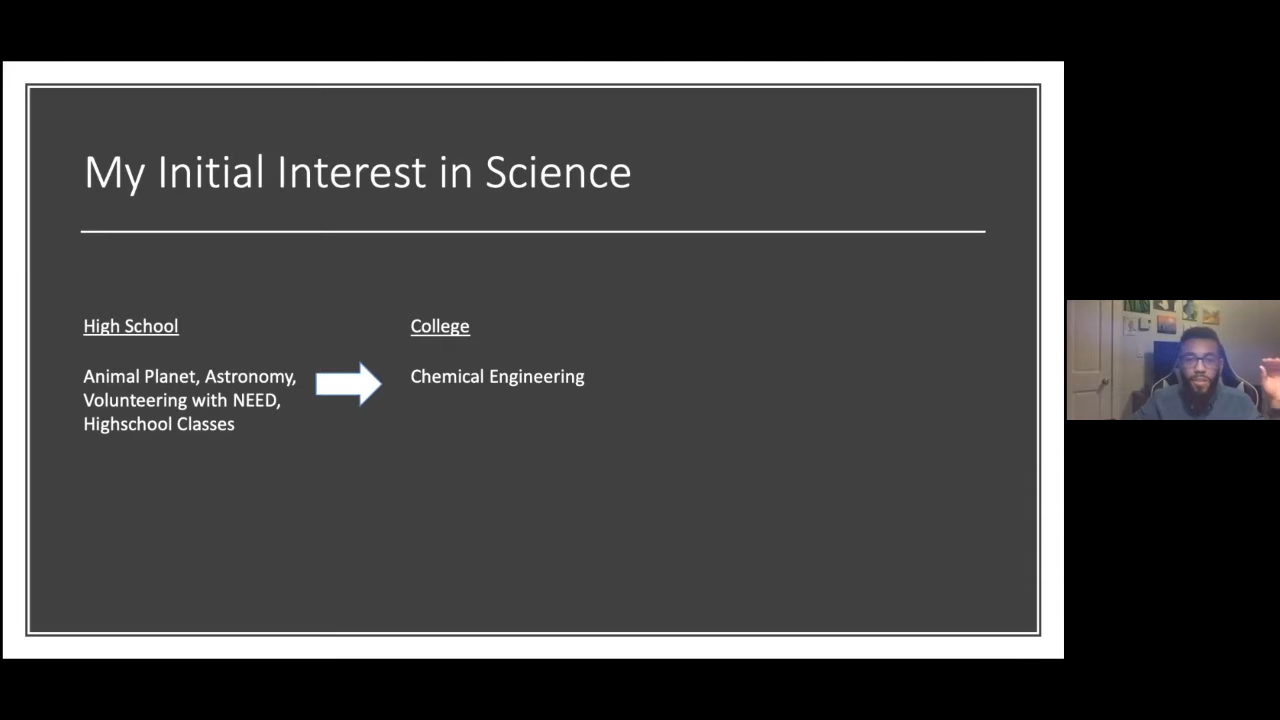 My Initial Interest in Science
High School
Animal Planet, Astronomy,
Volunteering with NEED,
Highschool Classes
College
Chemical Engineering